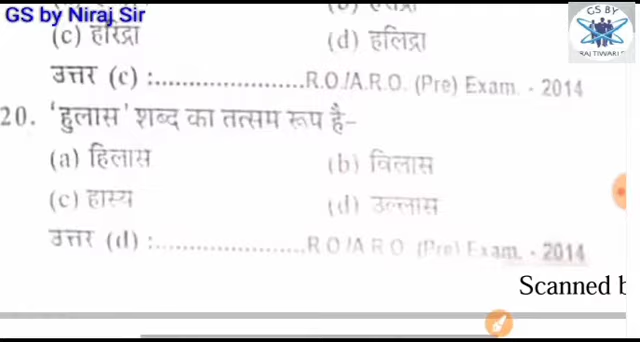 GS by Niraj Sir
GS BY
(c) हरिद्रा (d) हलिद्रा
उत्तर (c) :........................R.O./A.R.O. (Pre) Exam. - 2014
20. 'हुलास' शब्द का तत्सम रूप है-
(a) हिलास (b) विलास
(c) हास्य (d) उल्लास
उत्तर (d) :........................R.O./A.R.O. (Pre) Exam. - 2014
Scanned b